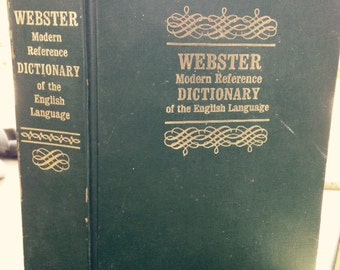 WEBSTER
Modern
Reference
DICTIONARY
of the English
Language
WEBSTER
Modern Reference
DICTIONARY
of the English Language